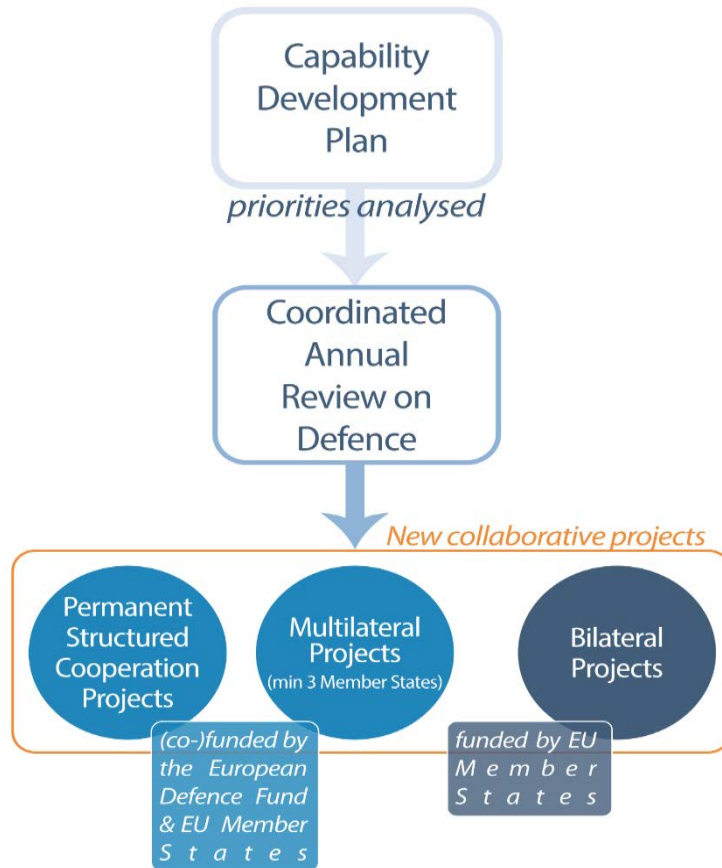 Capability
Development
Plan
priorities analysed
Coordinated
Annual
Review on
Defence
New collaborative projects
Permanent
Structured
Cooperation
Projects
Multilateral
Projects
(min 3 Member States)
Bilateral
Projects
(co-)funded by
the European
Defence Fund
& EU Member
States
funded by EU
Member
States